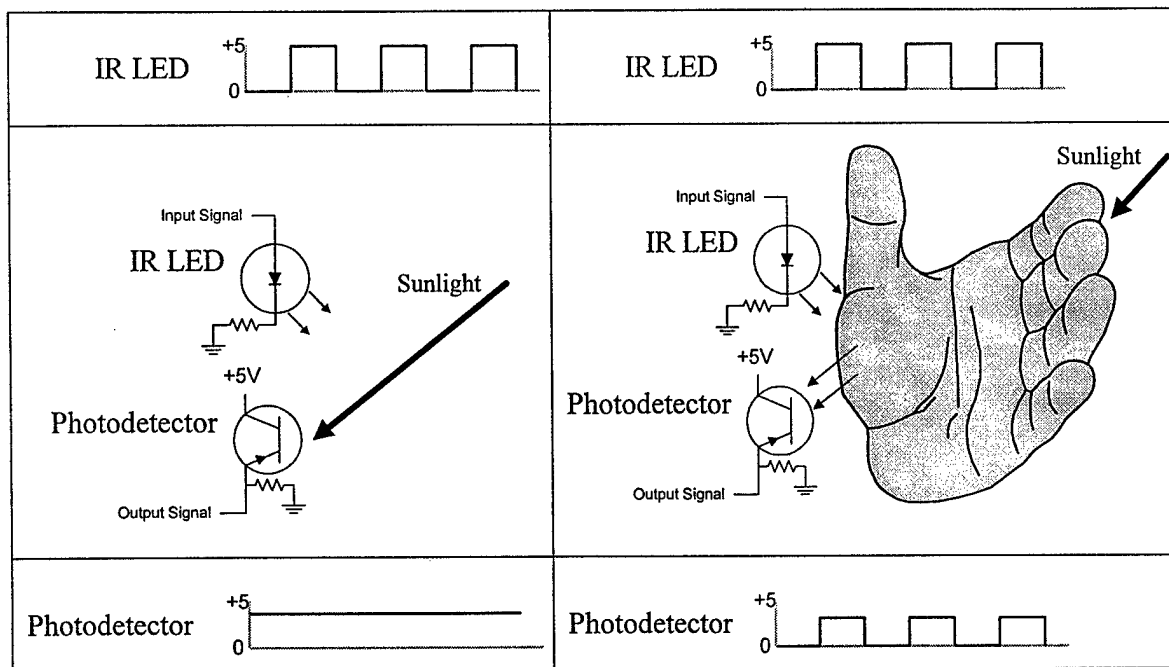 +5
IR LED
0
+5
IR LED
0
Input Signal
IR LED
Sunlight
+5V
Photodetector
Output Signal
Sunlight
Input Signal
IR LED
+5V
Photodetector
Output Signal
+5
Photodetector
0
+5
Photodetector
0